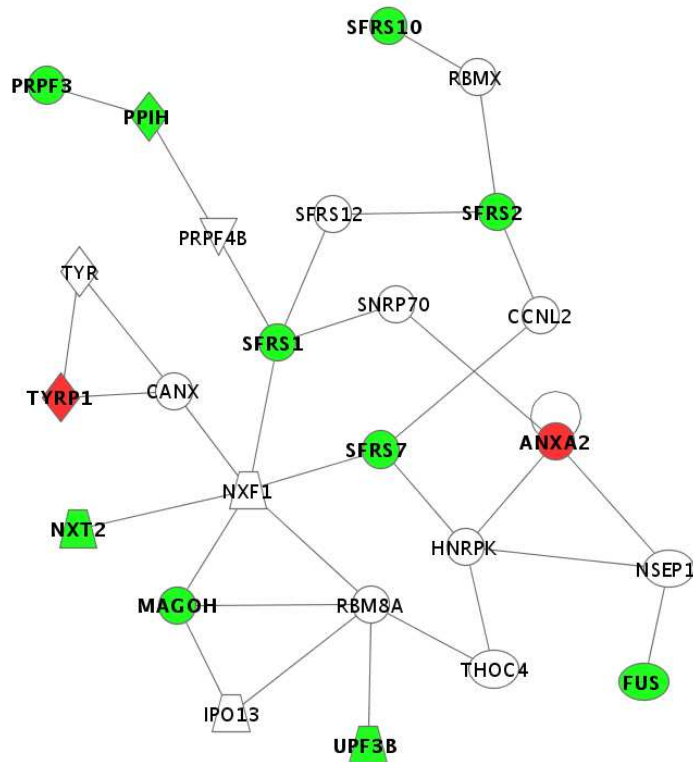 SFRS10
RBMX
PRPF3
PPIH
SFRS12
SFRS2
PRPF4B
TYR
SNRP70
CCNL2
SFRS1
TYRP1
CANX
ANXA2
SFRS7
NXF1
NXT2
HNRPK
NSEP1
MAGOH
RBM8A
THOC4
FUS
IPO13
UPF3B